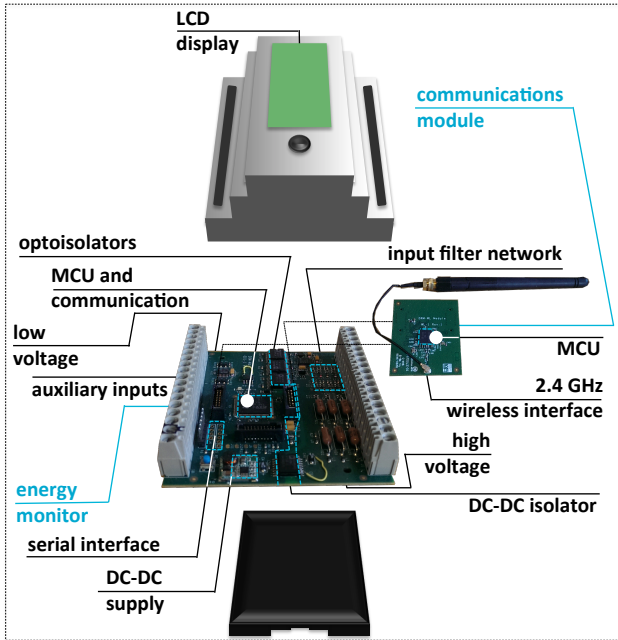 LCD
display
communications
module
optoisolators
input filter network
MCU and
communication
low
voltage
MCU
auxiliary inputs
2.4 GHz
wireless interface
high
voltage
energy
monitor
DC-DC isolator
serial interface
DC-DC
supply